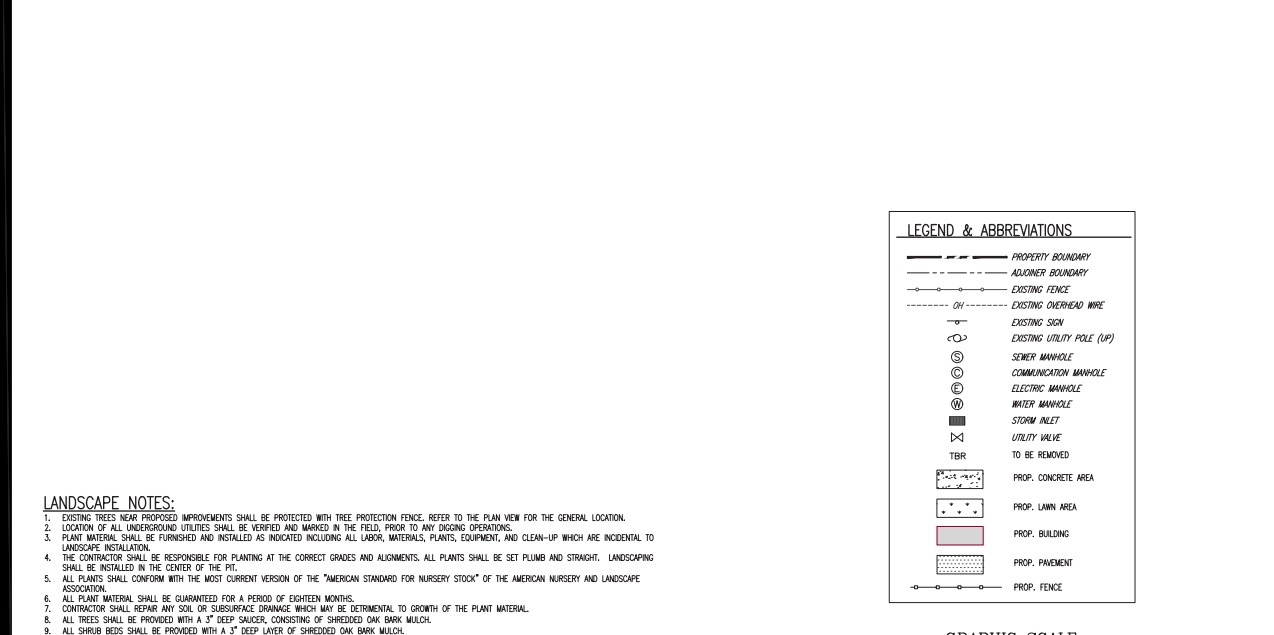 LEGEND & ABBREVIATIONS
PROPERTY BOUNDARY
ADJOINER BOUNDARY
EXISTING FENCE
OH EXISTING OVERHEAD WIRE
EXISTING SIGN
EXISTING UTILITY POLE (UP)
S SEWER MANHOLE
C COMMUNICATION MANHOLE
E ELECTRIC MANHOLE
W WATER MANHOLE
STORM INLET
UTILITY VALVE
TBR TO BE REMOVED
PROP. CONCRETE AREA
PROP. LAWN AREA
PROP. BUILDING
PROP. PAVEMENT
PROP. FENCE
LANDSCAPE NOTES:
1. EXISTING TREES NEAR PROPOSED IMPROVEMENTS SHALL BE PROTECTED WITH TREE PROTECTION FENCE. REFER TO THE PLAN VIEW FOR THE GENERAL LOCATION.
2. LOCATION OF ALL UNDERGROUND UTILITIES SHALL BE VERIFIED AND MARKED IN THE FIELD, PRIOR TO ANY DIGGING OPERATIONS.
3. PLANT MATERIAL SHALL BE FURNISHED AND INSTALLED AS INDICATED INCLUDING ALL LABOR, MATERIALS, PLANTS, EQUIPMENT, AND CLEAN-UP WHICH ARE INCIDENTAL TO
LANDSCAPE INSTALLATION.
4. THE CONTRACTOR SHALL BE RESPONSIBLE FOR PLANTING AT THE CORRECT GRADES AND ALIGNMENTS. ALL PLANTS SHALL BE SET PLUMB AND STRAIGHT. LANDSCAPING
SHALL BE INSTALLED IN THE CENTER OF THE PIT.
5. ALL PLANTS SHALL CONFORM WITH THE MOST CURRENT VERSION OF THE "AMERICAN STANDARD FOR NURSERY STOCK" OF THE AMERICAN NURSERY AND LANDSCAPE
ASSOCIATION.
6. ALL PLANT MATERIAL SHALL BE GUARANTEED FOR A PERIOD OF EIGHTEEN MONTHS.
7. CONTRACTOR SHALL REPAIR ANY SOIL OR SUBSURFACE DRAINAGE WHICH MAY BE DETRIMENTAL TO GROWTH OF THE PLANT MATERIAL.
8. ALL TREES SHALL BE PROVIDED WITH A 3" DEEP SAUCER, CONSISTING OF SHREDDED OAK BARK MULCH.
9. ALL SHRUB BEDS SHALL BE PROVIDED WITH A 3" DEEP LAYER OF SHREDDED OAK BARK MULCH.